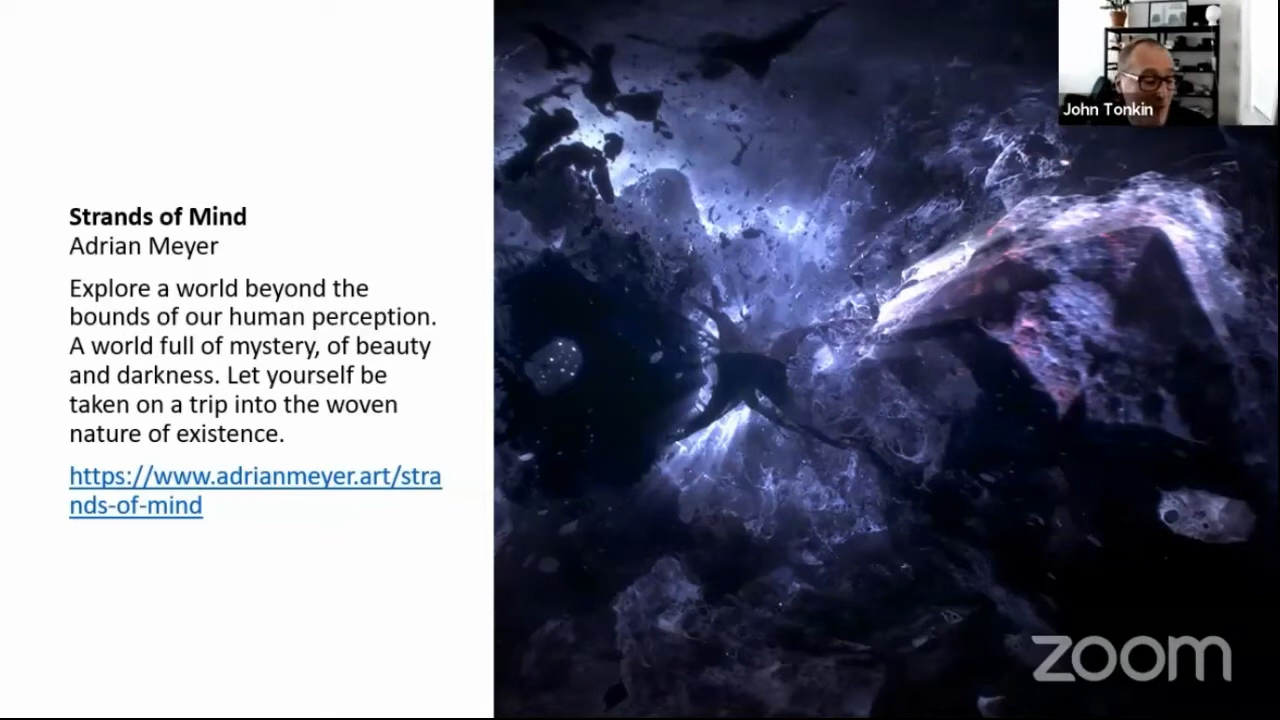 Strands of Mind
Adrian Meyer
Explore a world beyond the
bounds of our human perception.
A world full of mystery, of beauty
and darkness. Let yourself be
taken on a trip into the woven
nature of existence.
https://www.adrianmeyer.art/stra
nds-of-mind
John Tonkin
zoom